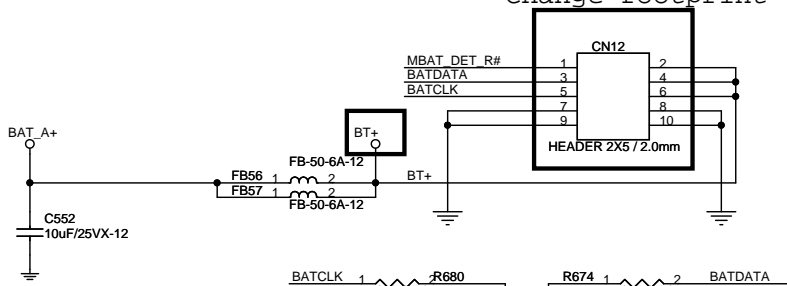 Change footprint
CN12
MBAT_DET_R# 1 2
BATDATA 3 4
BATCLK 5 6
7 8
9 10
HEADER 2X5 / 2.0mm
BAT_A+
BT+
FB-50-6A-12
FB56 1 2
BT+
FB57 1 2
FB-50-6A-12
C552
10uF/25VX-12
BATCLK 1 2 R680
R674 1 2 BATDATA